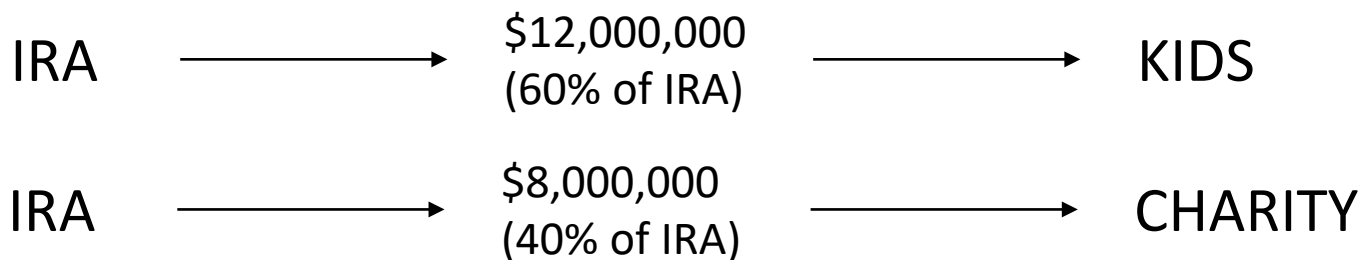 IRA
$12,000,000
(60% of IRA)
KIDS
IRA
$8,000,000
(40% of IRA)
CHARITY